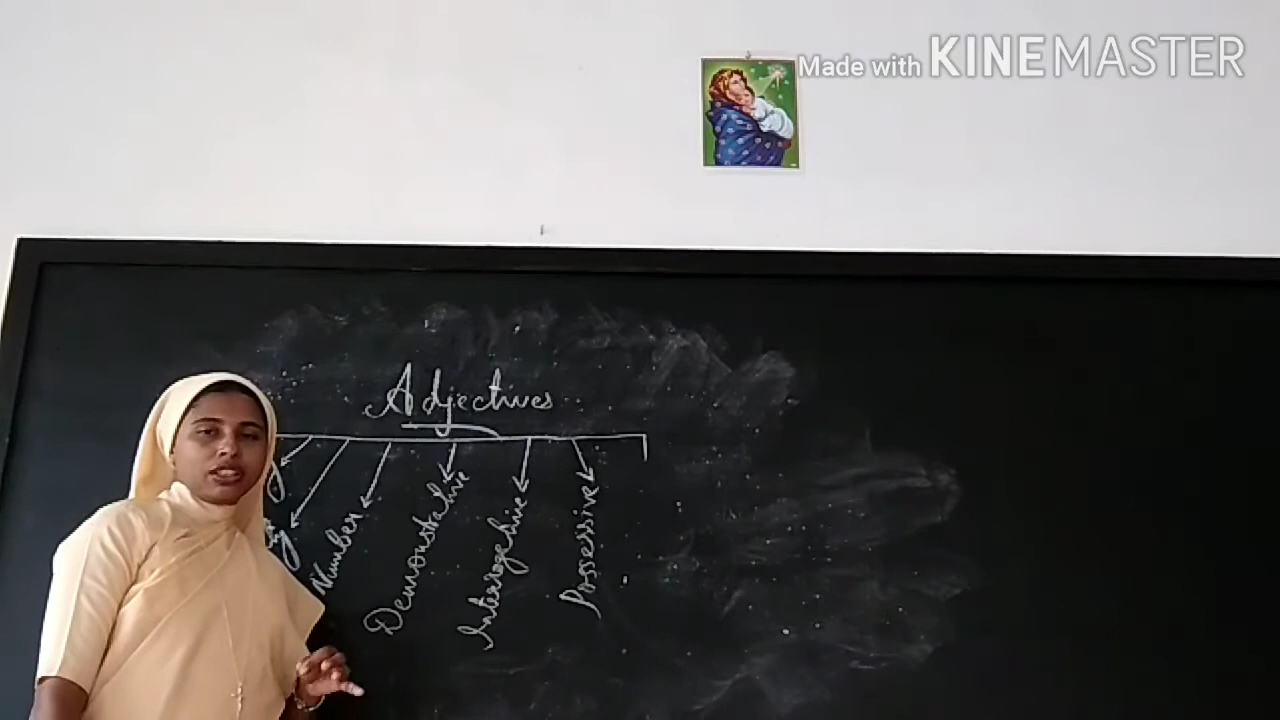 Made with KINEMASTER
Adjectives
Number
Demonstrative
Interrogative
Possessive